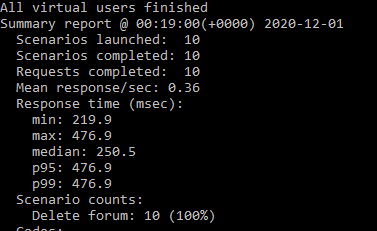 All virtual users finished
Summary report @ 00:19:00(+0000) 2020-12-01
Scenarios launched: 10
Scenarios completed: 10
Requests completed: 10
Mean response/sec: 0.36
Response time (msec):
min: 219.9
max: 476.9
median: 250.5
p95: 476.9
p99: 476.9
Scenario counts:
Delete forum: 10 (100%)
Codes: